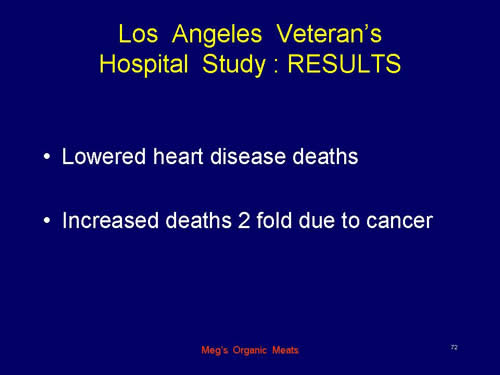 Los Angeles Veteran's
Hospital Study : RESULTS
• Lowered heart disease deaths
• Increased deaths 2 fold due to cancer
Meg's Organic Meats
72